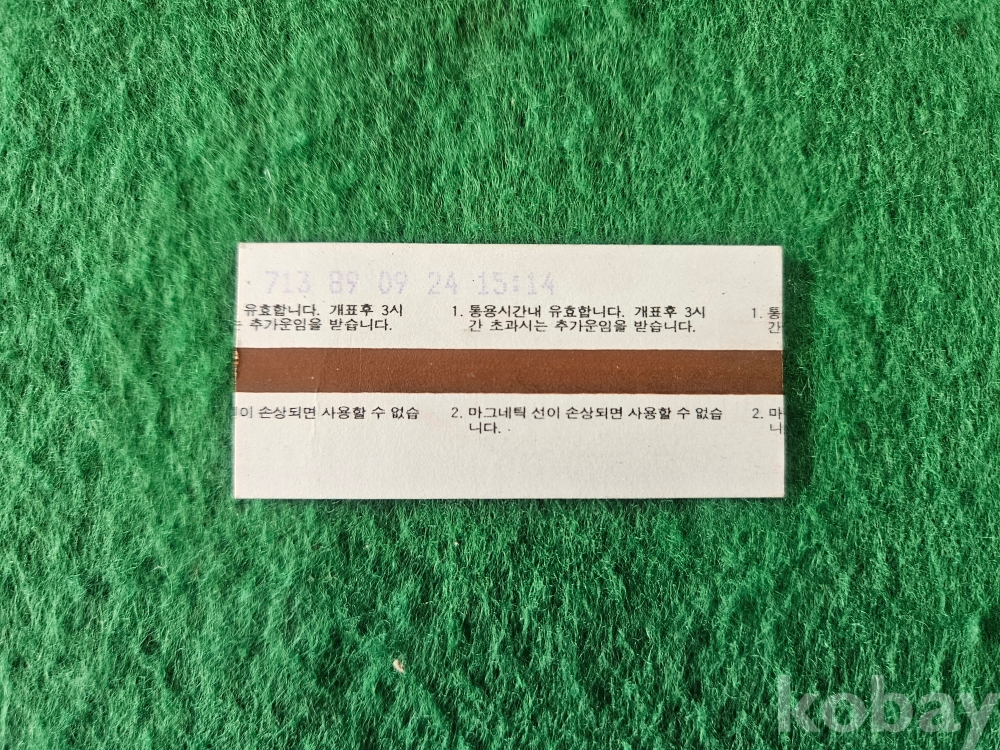 713 89 09 24 15:14
유효합니다. 개표후 3시 1. 통용시간내 유효합니다. 개표후 3시 1. 통
는 추가운임을 받습니다. 간 초과시는 추가운임을 받습니다. 간
이 손상되면 사용할 수 없습 2. 마그네틱 선이 손상되면 사용할 수 없습 2. 마
니다. 니
kobay